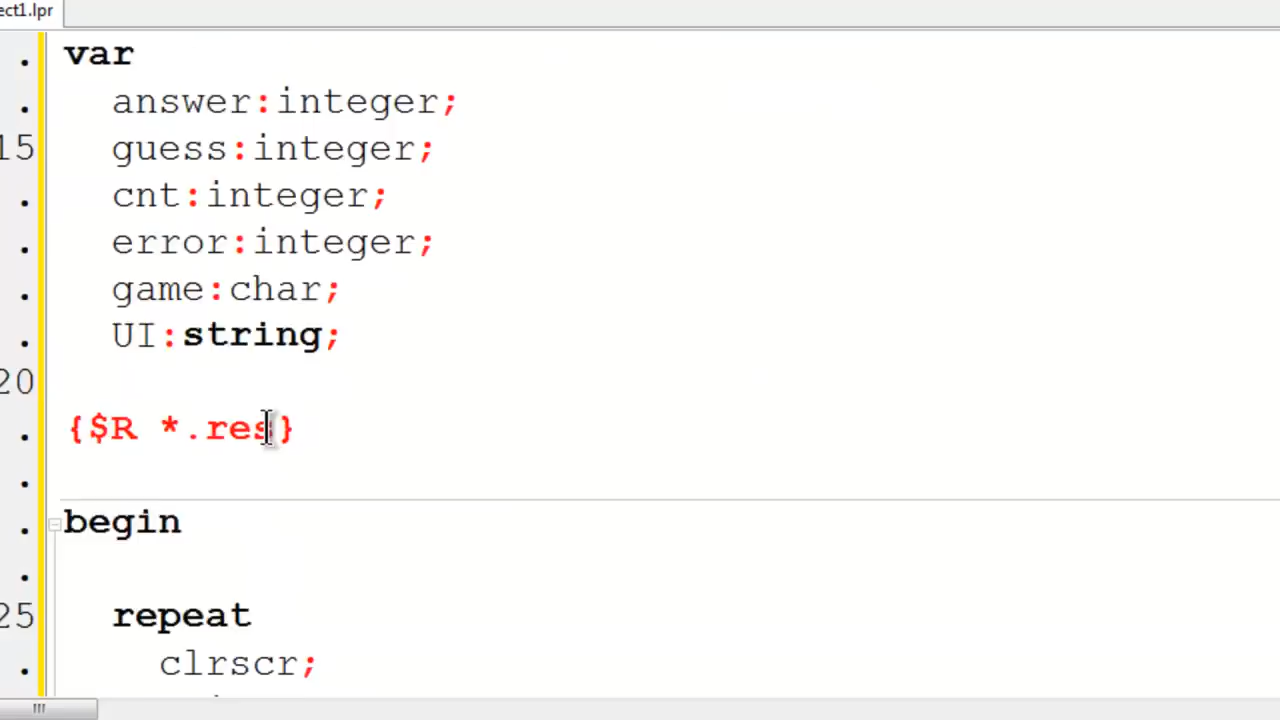 ect1.lpr
var
answer:integer;
15 guess:integer;
cnt:integer;
error:integer;
game:char;
UI:string;
20
{$R *.res}
begin
25 repeat
clrscr;